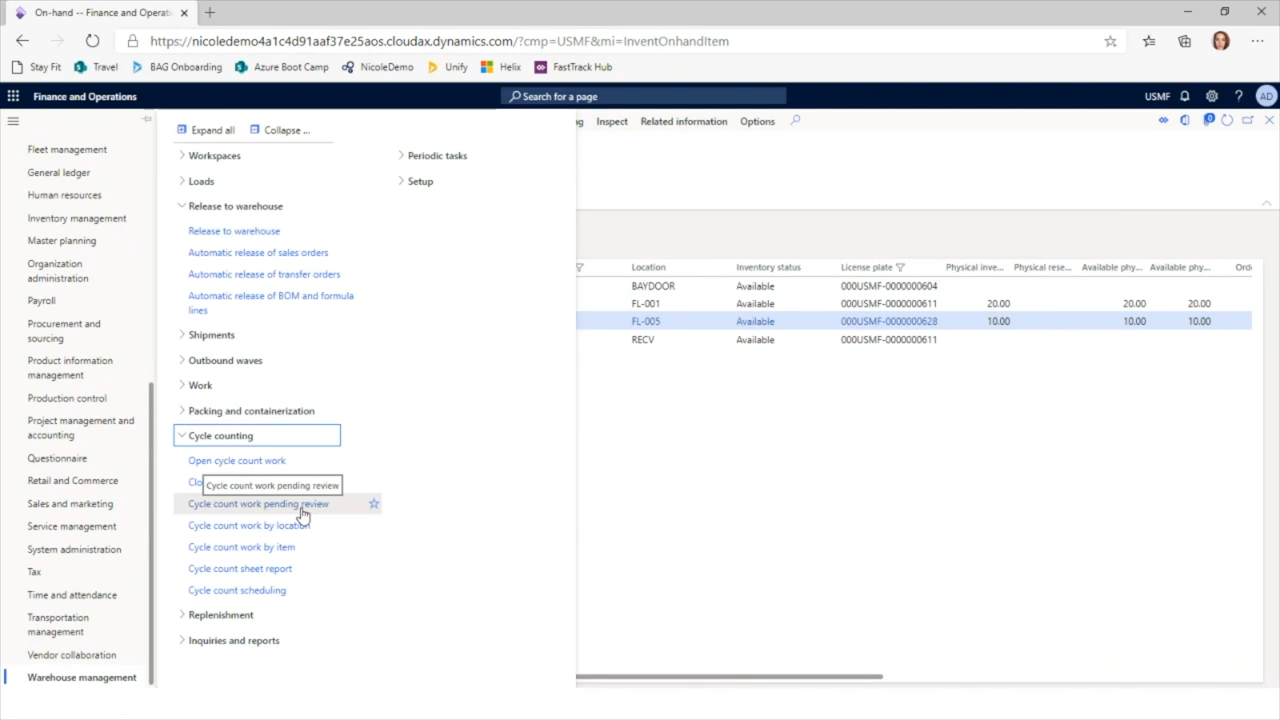 On-hand -- Finance and Operati
https://nicoledemo4a1c4d91aaf37e25aos.cloudax.dynamics.com/?cmp=USMF&mi=InventOnhandItem
Stay Fit Travel BAG Onboarding Azure Boot Camp NicoleDemo Unify Helix FastTrack Hub
Finance and Operations Search for a page USMF ? AD
Expand all Collapse ... ng Inspect Related information Options
Fleet management
General ledger
Human resources
Inventory management
Master planning
Organization
administration
Payroll
Procurement and
sourcing
Product information
management
Production control
Project management and
accounting
Questionnaire
Retail and Commerce
Sales and marketing
Service management
System administration
Tax
Time and attendance
Transportation
management
Vendor collaboration
Warehouse management
Workspaces
Loads
Release to warehouse
Release to warehouse
Automatic release of sales orders
Automatic release of transfer orders
Automatic release of BOM and formula
lines
Shipments
Outbound waves
Work
Packing and containerization
Cycle counting
Open cycle count work
Clo
Cycle count work pending review
Cycle count work pending review
Cycle count work by location
Cycle count work by item
Cycle count sheet report
Cycle count scheduling
Replenishment
Inquiries and reports
Periodic tasks
Setup
Location Inventory status License plate Physical inve... Physical rese... Available phy... Available phy... Orde
BAYDOOR Available 000USMF-0000000604
FL-001 Available 000USMF-0000000611 20.00 20.00 20.00
FL-005 Available 000USMF-0000000628 10.00 10.00 10.00
RECV Available 000USMF-0000000611